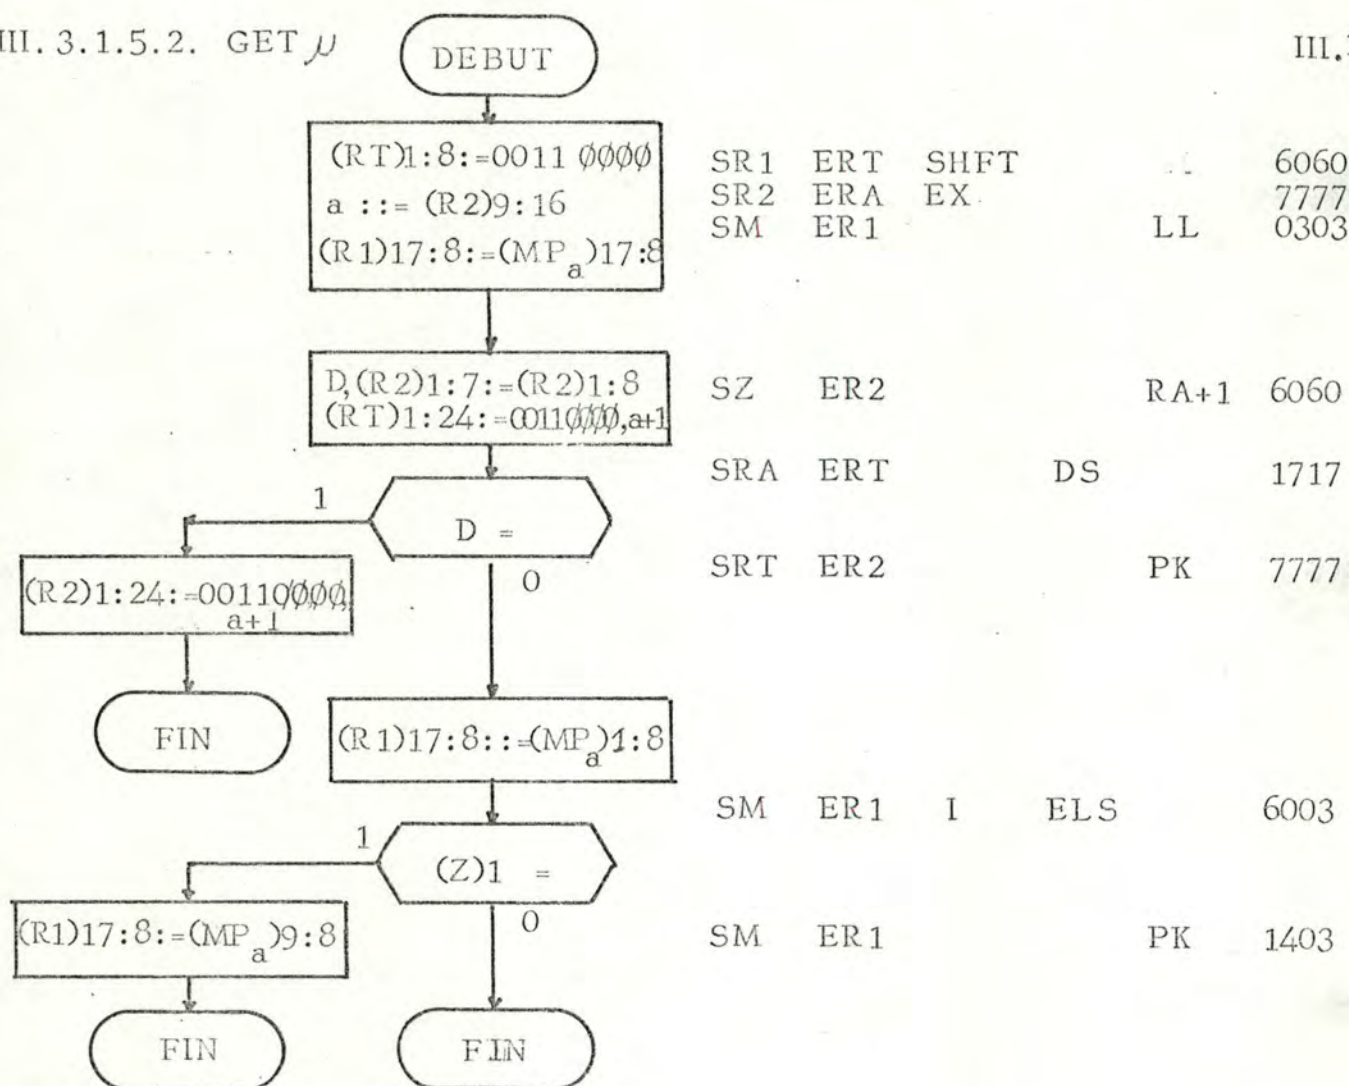 III. 3.1.5.2. GET μ
III.
DEBUT
(RT)1:8:=0011 ØØØØ
a ::= (R2)9:16
(R1)17:8:=(MPa)17:8
SR1 ERT SHFT 6060
SR2 ERA EX 7777
SM ER1 LL 0303
D,(R2)1:7:=(R2)1:8
(RT)1:24:=0011ØØØØ,a+1
SZ ER2 RA+1 6060
SRA ERT DS 1717
1
D =
0
SRT ER2 PK 7777
(R2)1:24:=0011ØØØØ,
a+1
FIN
(R1)17:8::=(MPa)1:8
SM ER1 I ELS 6003
1
(Z)1 =
0
(R1)17:8:=(MPa)9:8
SM ER1 PK 1403
FIN
FIN